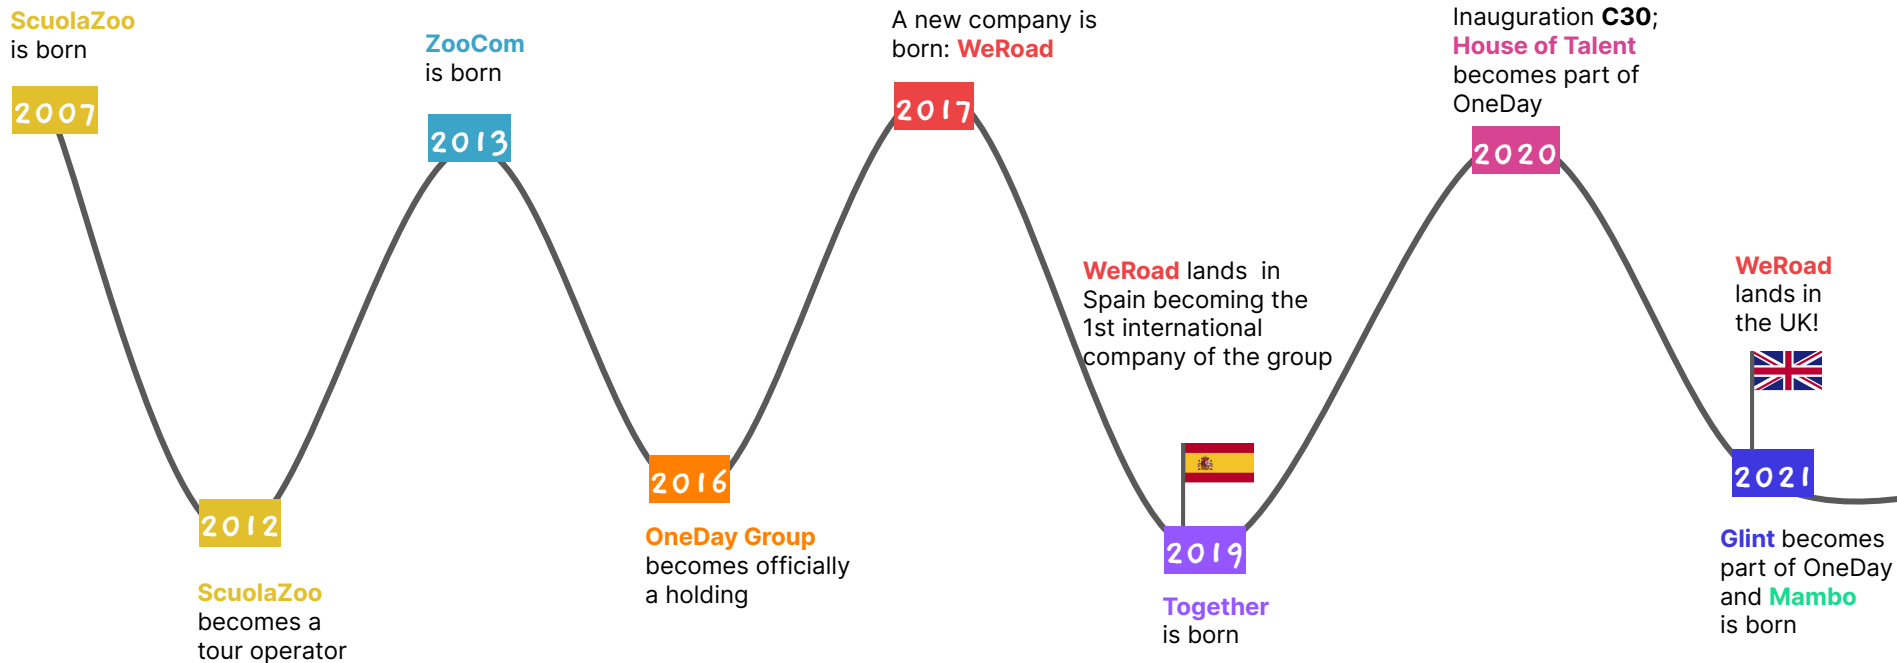 ScuolaZoo
is born
2007
2012
ScuolaZoo
becomes a
tour operator
ZooCom
is born
2013
2016
OneDay Group
becomes officially
a holding
A new company is
born: WeRoad
2017
WeRoad lands in
Spain becoming the
1st international
company of the group
2019
Together
is born
Inauguration C30;
House of Talent
becomes part of
OneDay
2020
WeRoad
lands in
the UK!
2021
Glint becomes
part of OneDay
and Mambo
is born